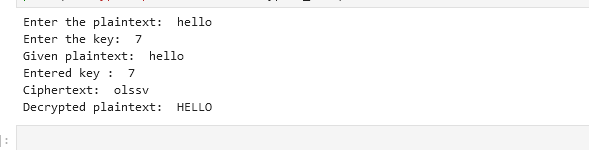 Enter the plaintext:  hello
Enter the key:  7
Given plaintext:  hello
Entered key :  7
Ciphertext:  olssv
Decrypted plaintext:  HELLO
]: